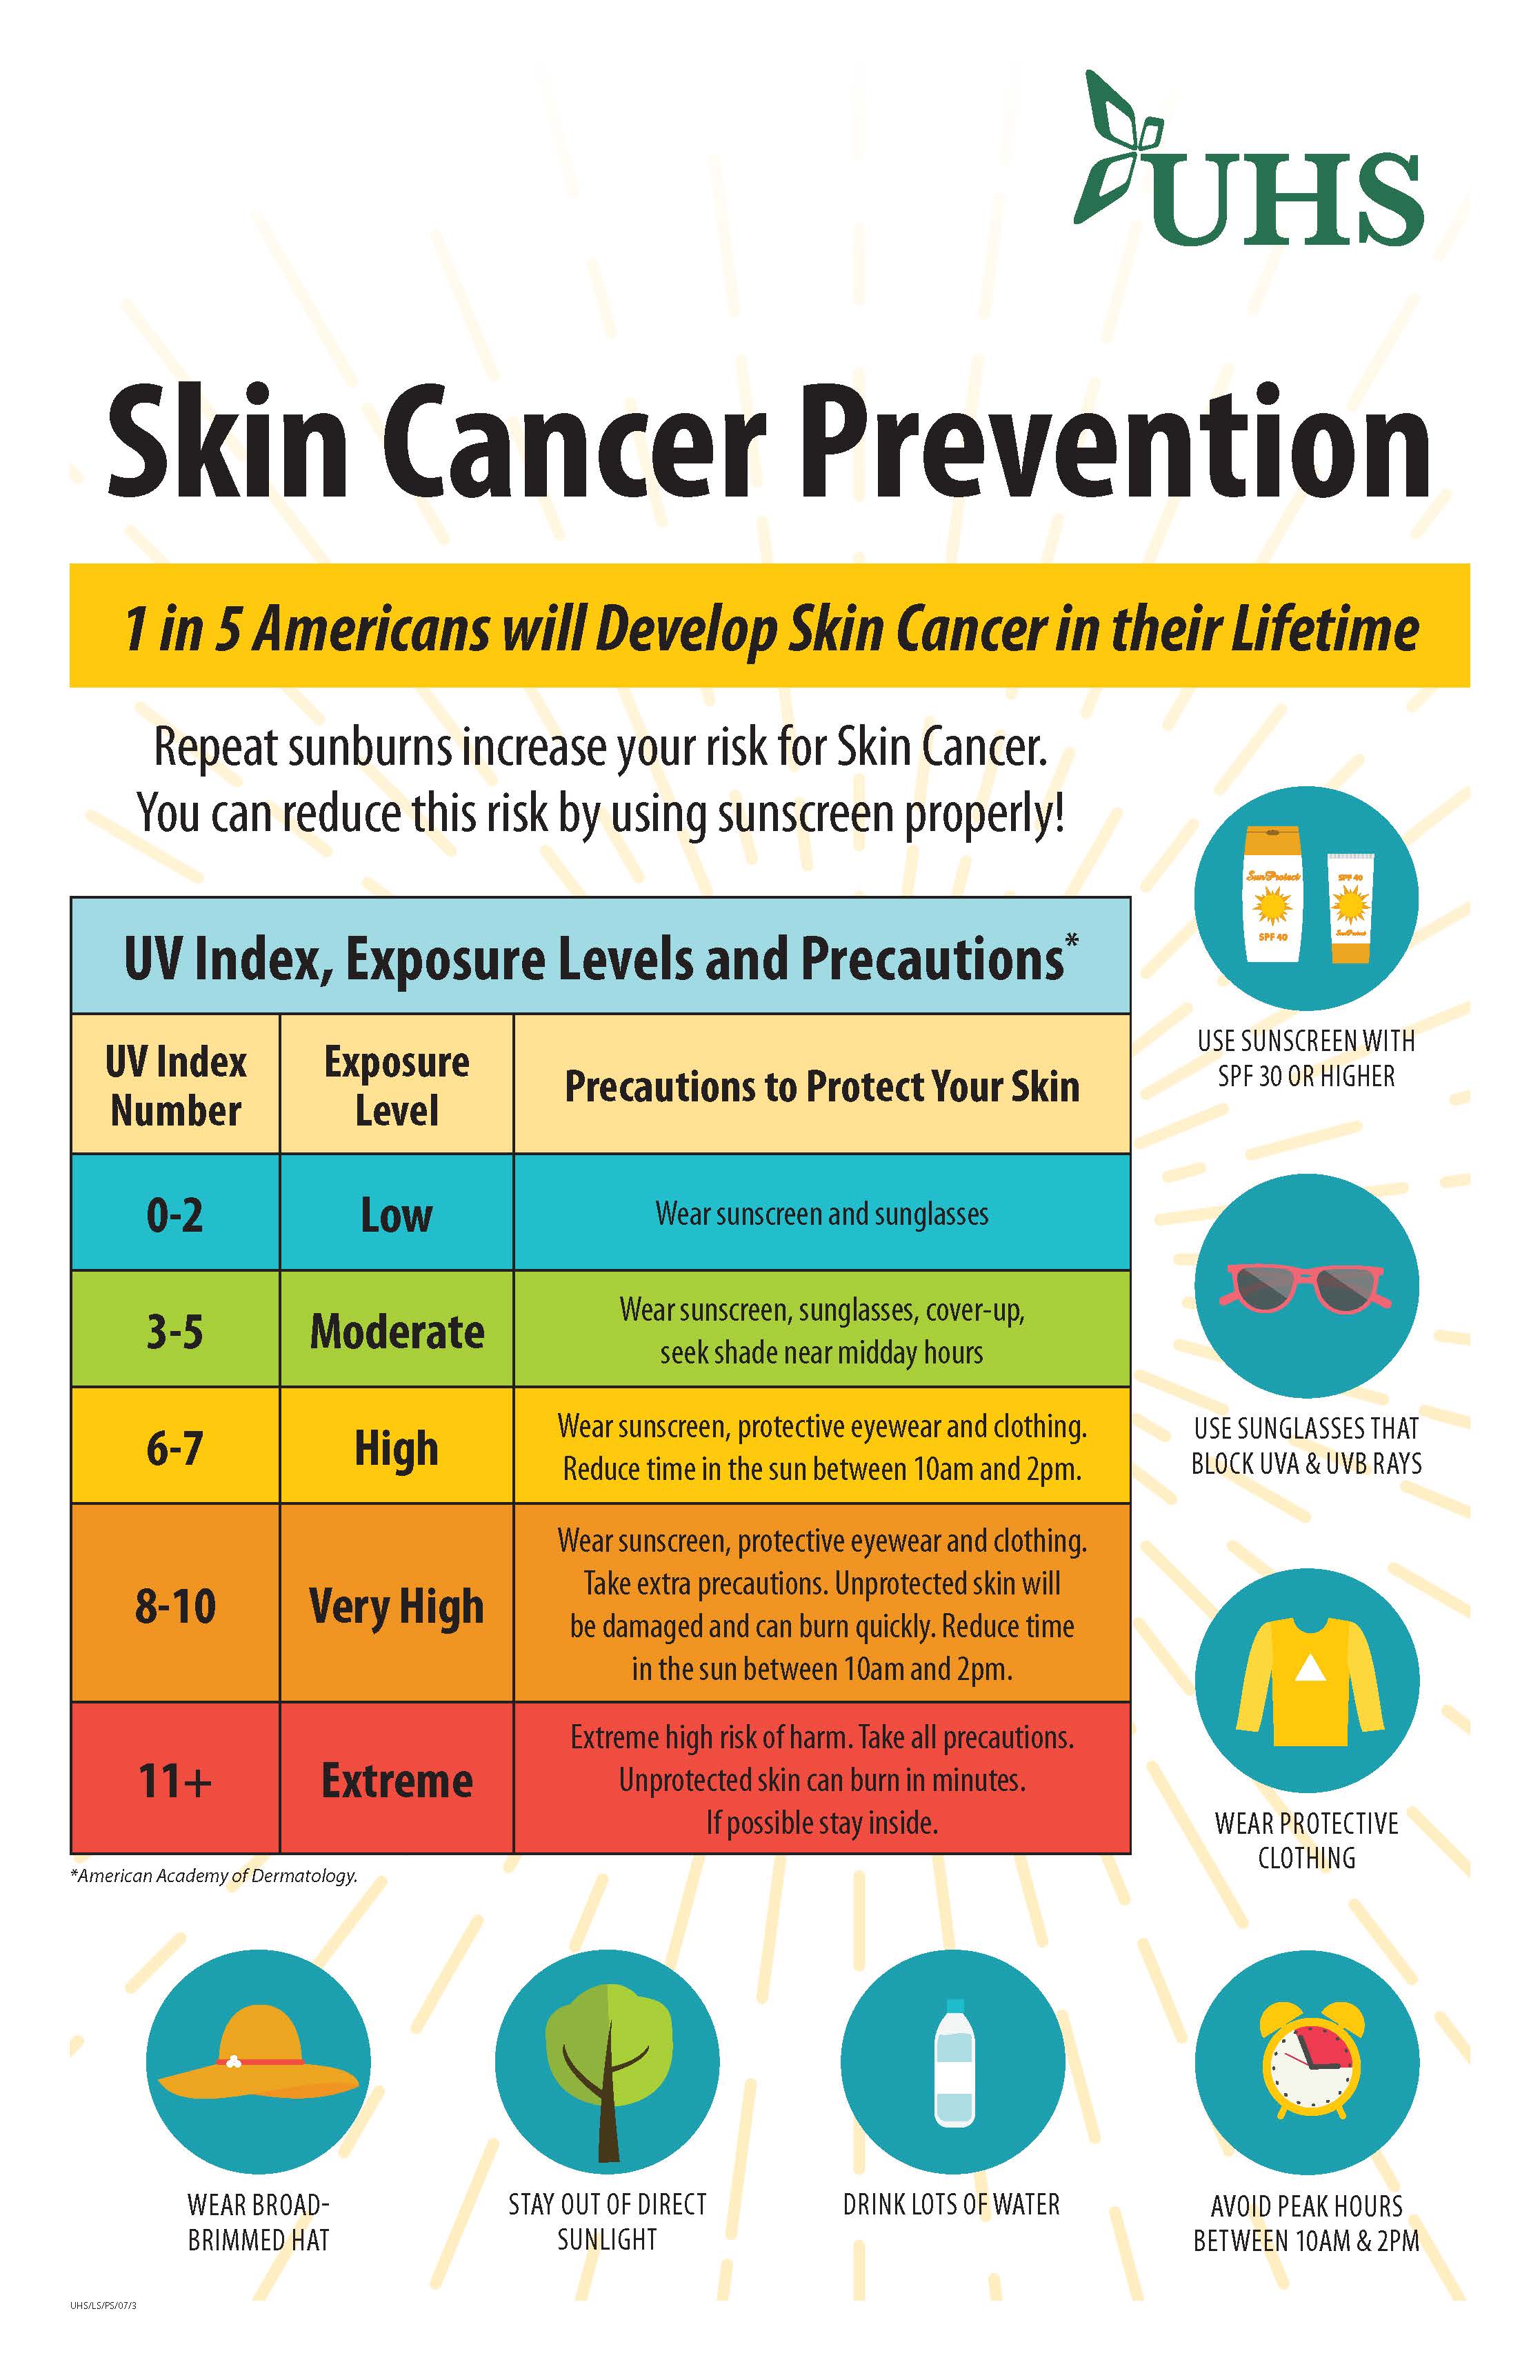 UHS
Skin Cancer Prevention
1 in 5 Americans will Develop Skin Cancer in their Lifetime
Repeat sunburns increase your risk for Skin Cancer.
You can reduce this risk by using sunscreen properly!
UV Index, Exposure Levels and Precautions*
UV Index
Number
Exposure
Level
Precautions to Protect Your Skin
0-2
Low
Wear sunscreen and sunglasses
3-5
Moderate
Wear sunscreen, sunglasses, cover-up,
seek shade near midday hours
6-7
High
Wear sunscreen, protective eyewear and clothing.
Reduce time in the sun between 10am and 2pm.
8-10
Very High
Wear sunscreen, protective eyewear and clothing.
Take extra precautions. Unprotected skin will
be damaged and can burn quickly. Reduce time
in the sun between 10am and 2pm.
11+
Extreme
Extreme high risk of harm. Take all precautions.
Unprotected skin can burn in minutes.
If possible stay inside.
*American Academy of Dermatology.
SunProtect
SPF 40
SPF 40
SunProtect
USE SUNSCREEN WITH
SPF 30 OR HIGHER
USE SUNGLASSES THAT
BLOCK UVA & UVB RAYS
WEAR PROTECTIVE
CLOTHING
WEAR BROAD-
BRIMMED HAT
STAY OUT OF DIRECT
SUNLIGHT
DRINK LOTS OF WATER
AVOID PEAK HOURS
BETWEEN 10AM & 2PM
UHS/LS/PS/07/3